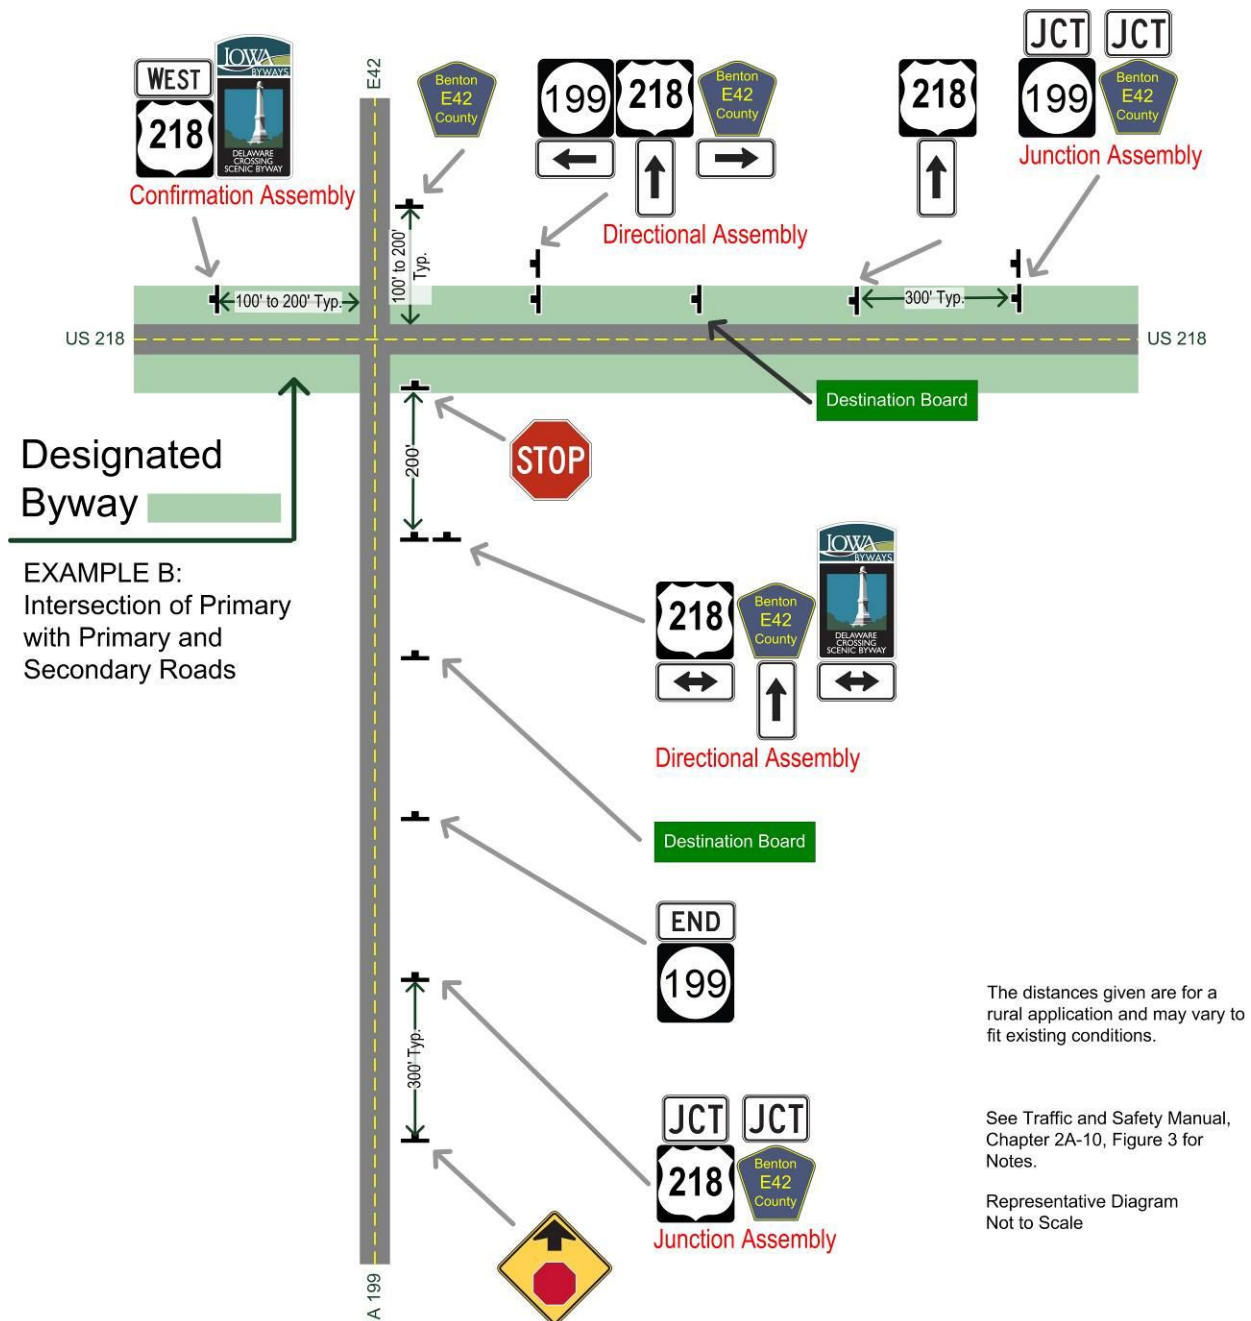 E42
WEST
218
IOWA
BYWAYS
DELAWARE
CROSSING
SCENIC BYWAY
Confirmation Assembly
Benton
E42
County
199
218
Benton
E42
County
Directional Assembly
218
JCT
JCT
199
Benton
E42
County
Junction Assembly
100' to 200' Typ.
100' to 200'
Typ.
300' Typ.
US 218
US 218
Destination Board
STOP
200'
Designated
Byway
EXAMPLE B:
Intersection of Primary
with Primary and
Secondary Roads
218
Benton
E42
County
IOWA
BYWAYS
DELAWARE
CROSSING
SCENIC BYWAY
Directional Assembly
Destination Board
END
199
300' Typ.
JCT
JCT
218
Benton
E42
County
Junction Assembly
The distances given are for a
rural application and may vary to
fit existing conditions.
See Traffic and Safety Manual,
Chapter 2A-10, Figure 3 for
Notes.
Representative Diagram
Not to Scale
A 199